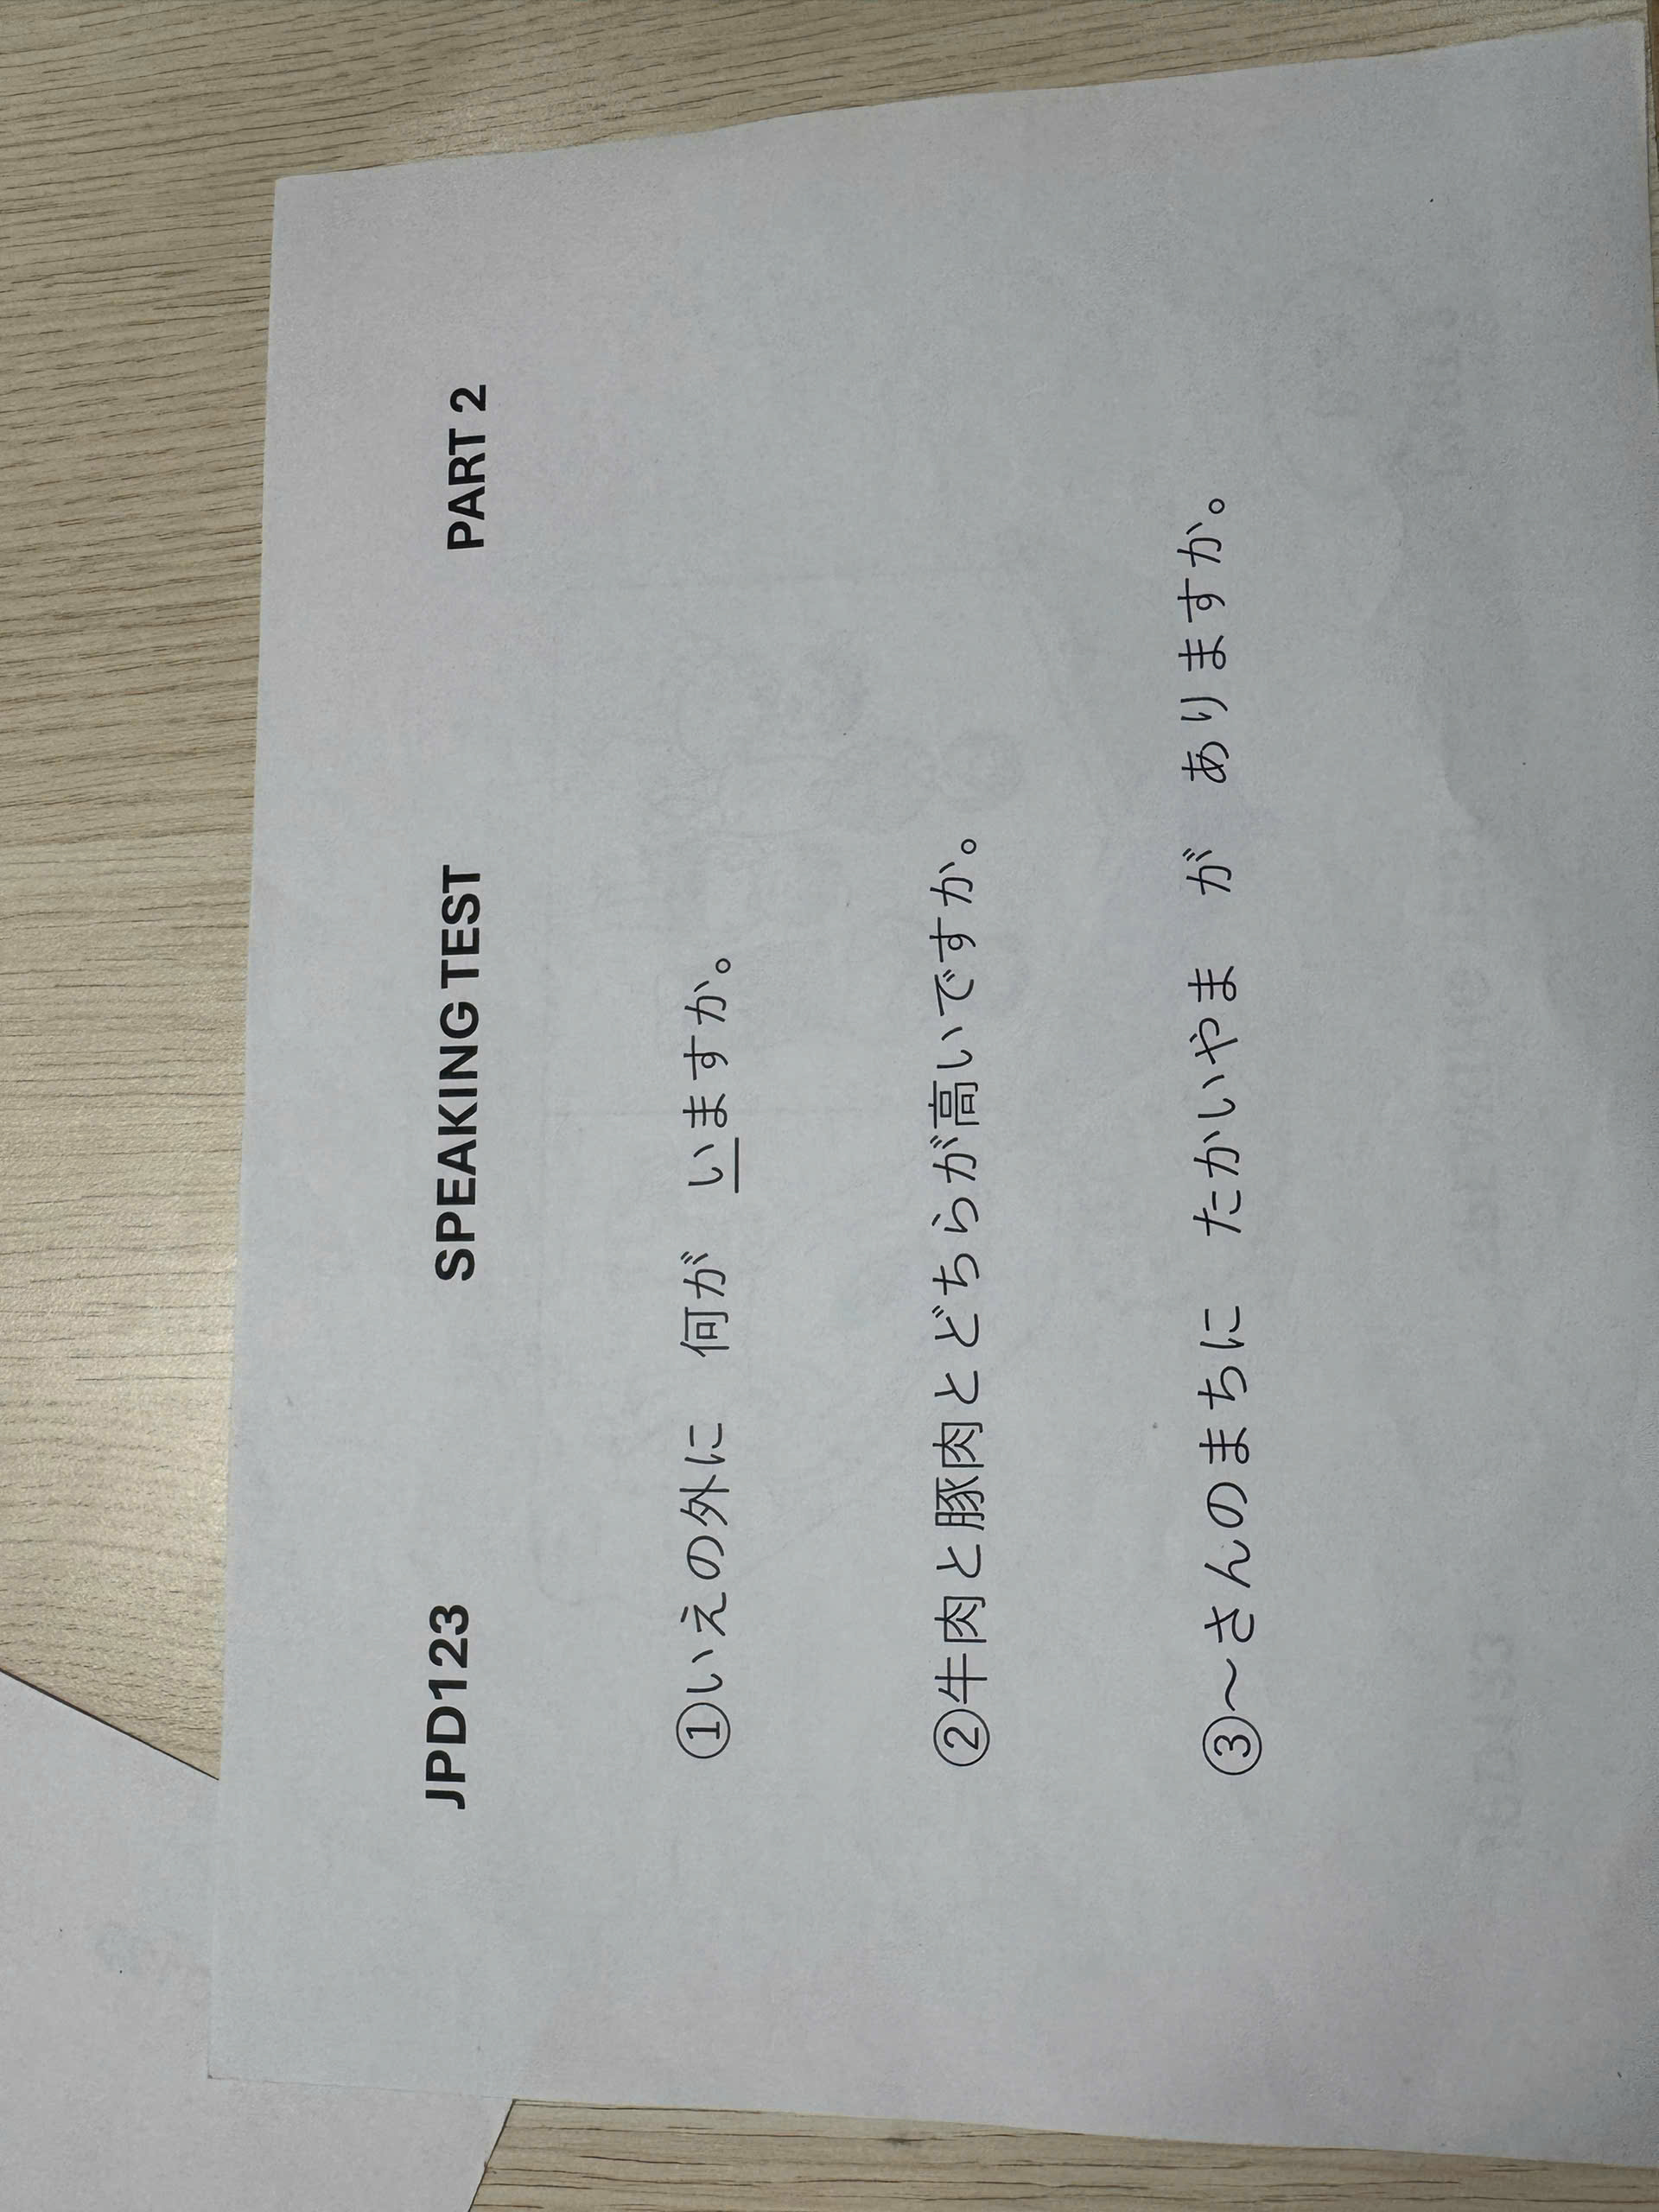 JPD123 SPEAKING TEST PART 2
①いえの外に 何が いますか。
②牛肉と豚肉とどちらが高いですか。
③～さんのまちに たかいやま が ありますか。